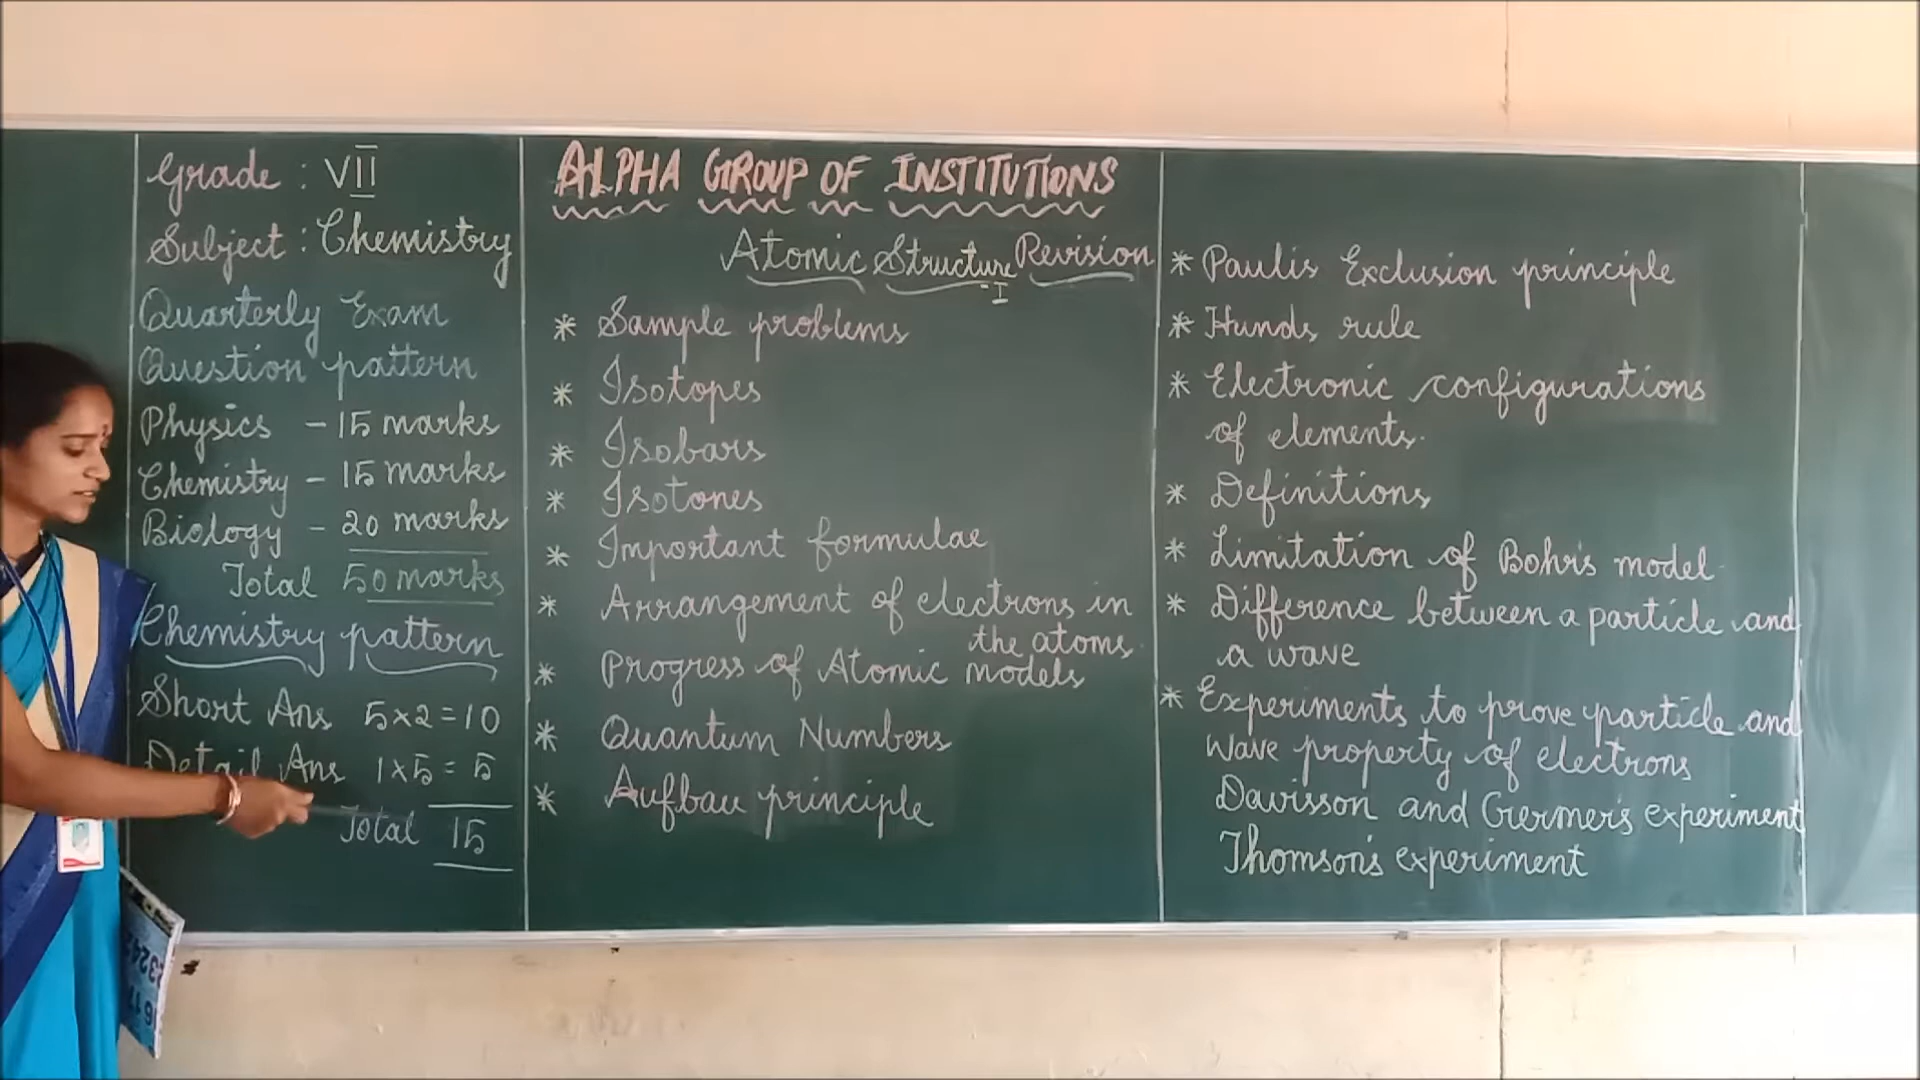 Grade : VII
Subject : Chemistry
Quarterly Exam
Question pattern
Physics - 15 marks
Chemistry - 15 marks
Biology - 20 marks
Total 50 marks
Chemistry pattern
Short Ans 5 x 2 = 10
Detail Ans 1 x 5 = 5
Total 15
ALPHA GROUP OF INSTITUTIONS
Atomic Structure Revision
-I
* Sample problems
* Isotopes
* Isobars
* Isotones
* Important formulae
* Arrangement of electrons in
the atoms.
* Progress of Atomic models
* Quantum Numbers
* Aufbau principle
* Paulis Exclusion principle
* Hunds rule
* Electronic configurations
of elements.
* Definitions
* Limitation of Bohr's model.
* Difference between a particle and
a wave
* Experiments to prove particle and
Wave property of electrons
Davisson and Germer's experiment
Thomson's experiment